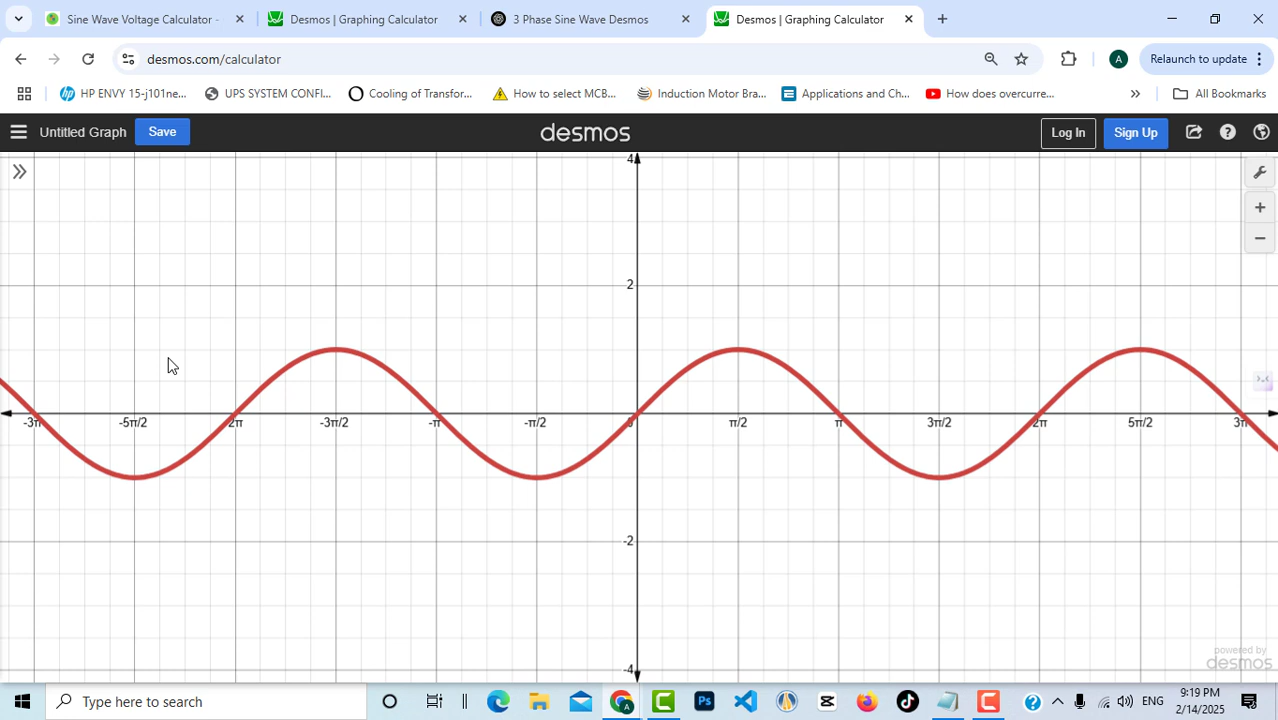 Sine Wave Voltage Calculator -
Desmos | Graphing Calculator
3 Phase Sine Wave Desmos
Desmos | Graphing Calculator
desmos.com/calculator
A
Relaunch to update
HP ENVY 15-j101ne...
UPS SYSTEM CONFI...
Cooling of Transfor...
How to select MCB...
Induction Motor Bra...
Applications and Ch...
How does overcurre...
All Bookmarks
Untitled Graph
Save
desmos
Log In
Sign Up
4
2
-3π
-5π/2
2π
-3π/2
-π
-π/2
0
π/2
π
3π/2
2π
5π/2
3π
-2
-4
powered by
desmos
Type here to search
ENG
9:19 PM
2/14/2025